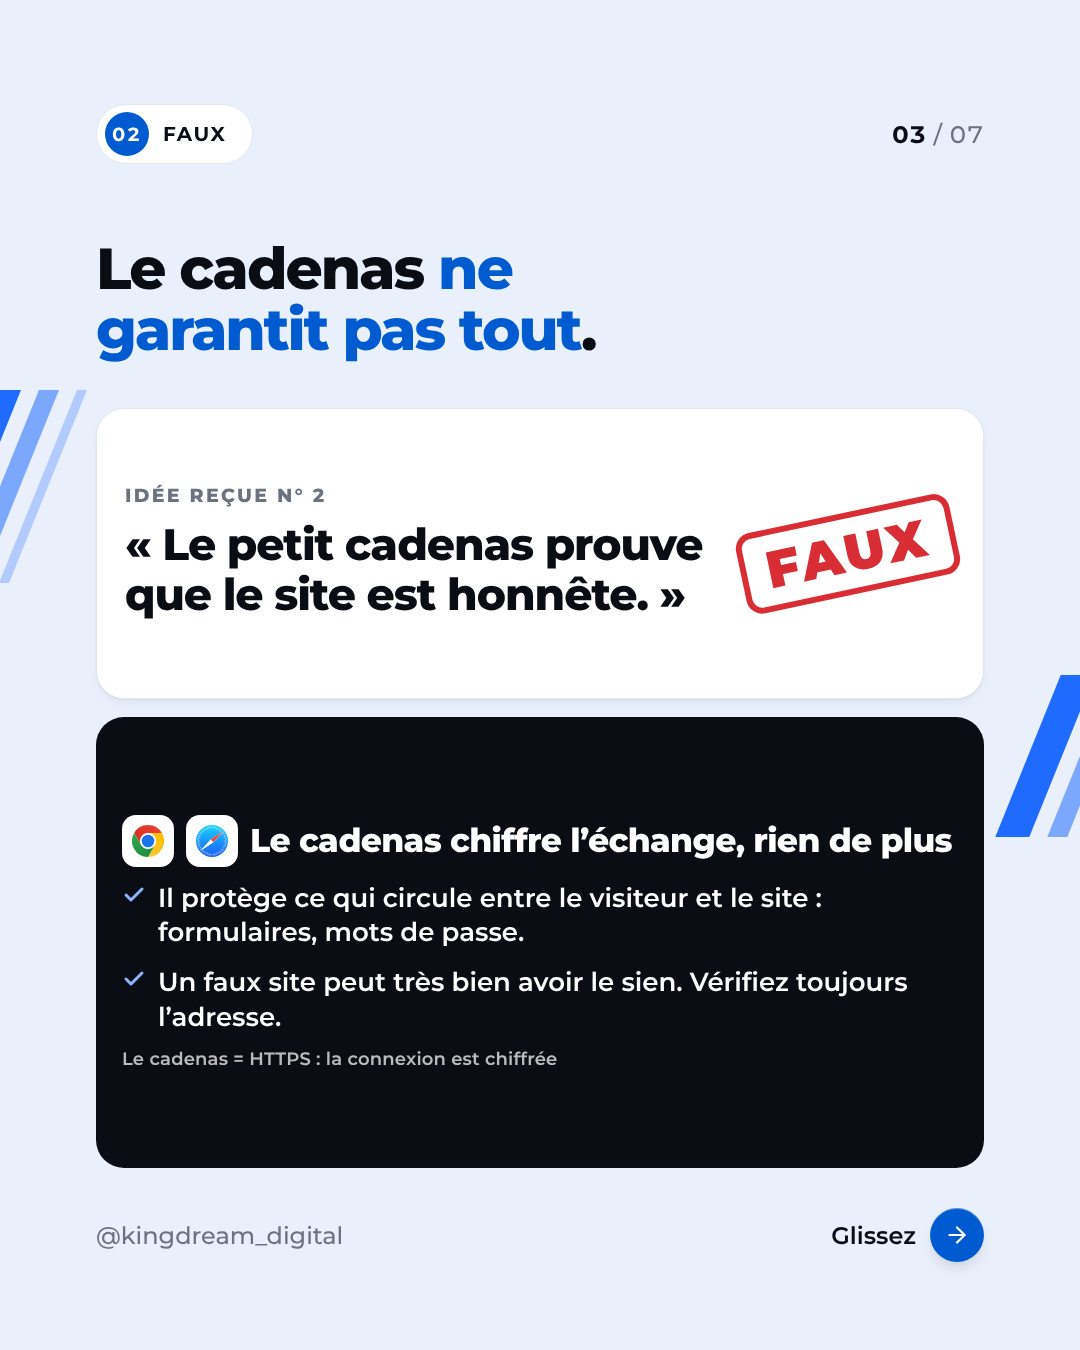 02 FAUX
03 / 07
Le cadenas ne
garantit pas tout.
IDÉE REÇUE N° 2
« Le petit cadenas prouve
que le site est honnête. »
FAUX
Le cadenas chiffre l’échange, rien de plus
Il protège ce qui circule entre le visiteur et le site :
formulaires, mots de passe.
Un faux site peut très bien avoir le sien. Vérifiez toujours
l’adresse.
Le cadenas = HTTPS : la connexion est chiffrée
@kingdream_digital
Glissez